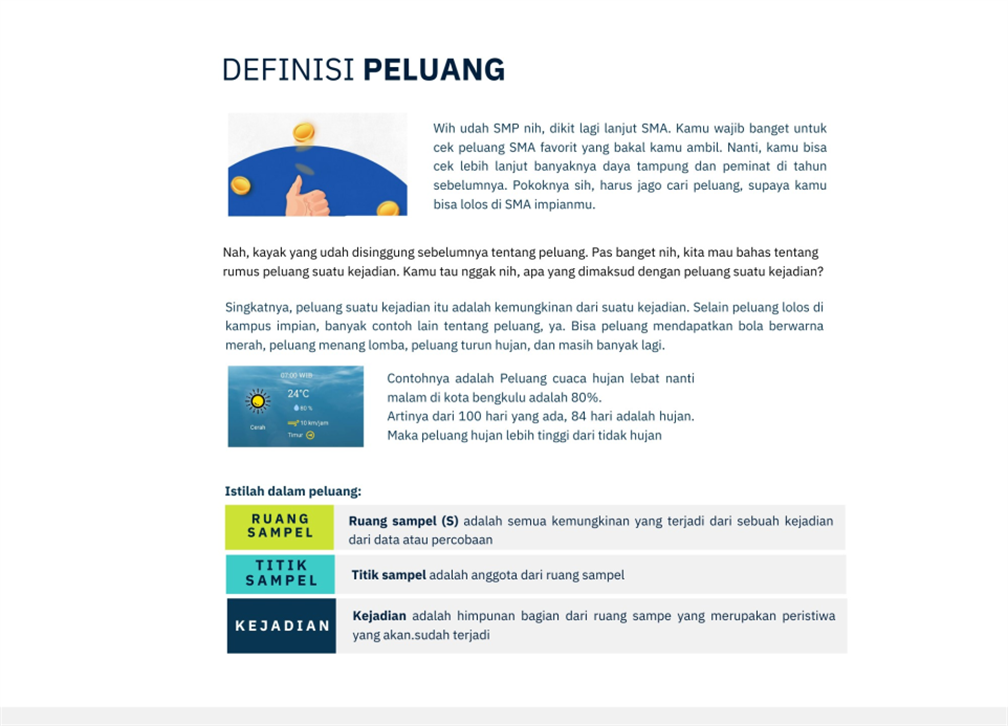 DEFINISI PELUANG
Wih udah SMP nih, dikit lagi lanjut SMA. Kamu wajib banget untuk
cek peluang SMA favorit yang bakal kamu ambil. Nanti, kamu bisa
cek lebih lanjut banyaknya daya tampung dan peminat di tahun
sebelumnya. Pokoknya sih, harus jago cari peluang, supaya kamu
bisa lolos di SMA impianmu.
Nah, kayak yang udah disinggung sebelumnya tentang peluang. Pas banget nih, kita mau bahas tentang
rumus peluang suatu kejadian. Kamu tau nggak nih, apa yang dimaksud dengan peluang suatu kejadian?
Singkatnya, peluang suatu kejadian itu adalah kemungkinan dari suatu kejadian. Selain peluang lolos di
kampus impian, banyak contoh lain tentang peluang, ya. Bisa peluang mendapatkan bola berwarna
merah, peluang menang lomba, peluang turun hujan, dan masih banyak lagi.
07.00 WIB
24°C
80 %
10 km/jam
Cerah
Timur
Contohnya adalah Peluang cuaca hujan lebat nanti
malam di kota bengkulu adalah 80%.
Artinya dari 100 hari yang ada, 84 hari adalah hujan.
Maka peluang hujan lebih tinggi dari tidak hujan
Istilah dalam peluang:
RUANG
SAMPEL
Ruang sampel (S) adalah semua kemungkinan yang terjadi dari sebuah kejadian
dari data atau percobaan
TITIK
SAMPEL
Titik sampel adalah anggota dari ruang sampel
KEJADIAN
Kejadian adalah himpunan bagian dari ruang sampe yang merupakan peristiwa
yang akan.sudah terjadi